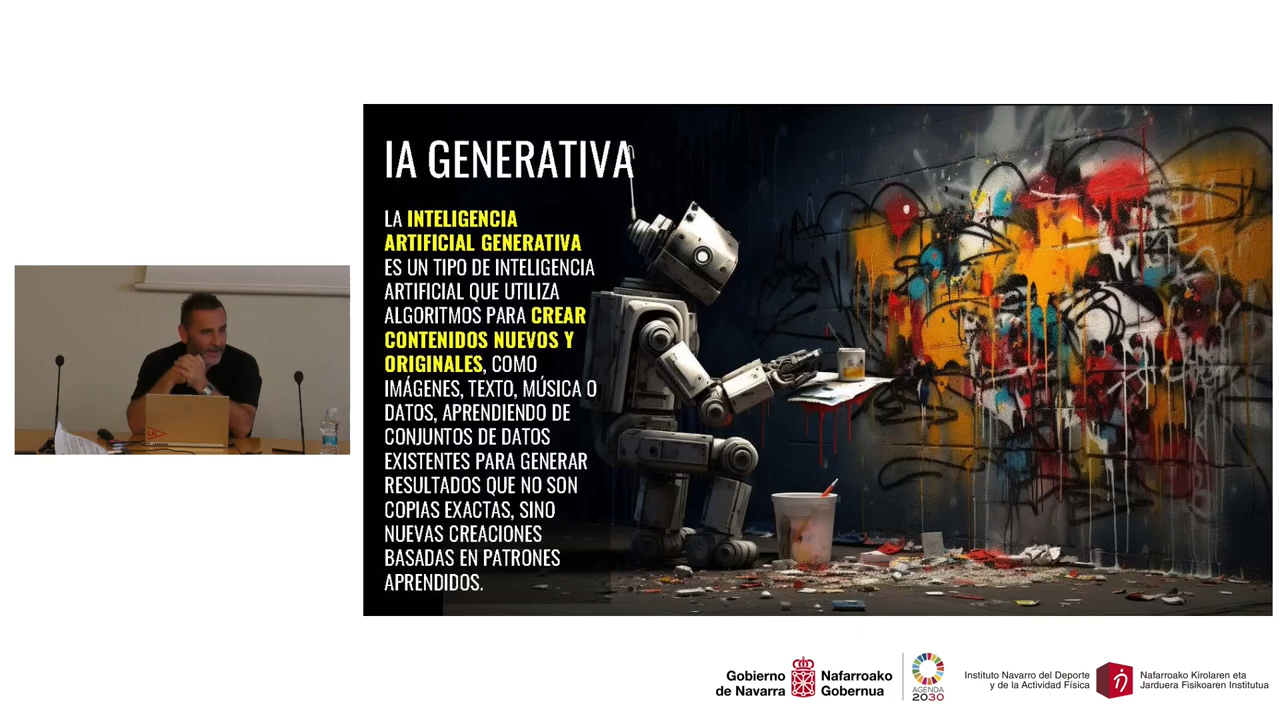 IA GENERATIVA
LA INTELIGENCIA
ARTIFICIAL GENERATIVA
ES UN TIPO DE INTELIGENCIA
ARTIFICIAL QUE UTILIZA
ALGORITMOS PARA CREAR
CONTENIDOS NUEVOS Y
ORIGINALES, COMO
IMÁGENES, TEXTO, MÚSICA O
DATOS, APRENDIENDO DE
CONJUNTOS DE DATOS
EXISTENTES PARA GENERAR
RESULTADOS QUE NO SON
COPIAS EXACTAS, SINO
NUEVAS CREACIONES
BASADAS EN PATRONES
APRENDIDOS.
Gobierno
de Navarra
Nafarroako
Gobernua
AGENDA
2030
Instituto Navarro del Deporte
y de la Actividad Física
Nafarroako Kirolaren eta
Jarduera Fisikoaren Institutua